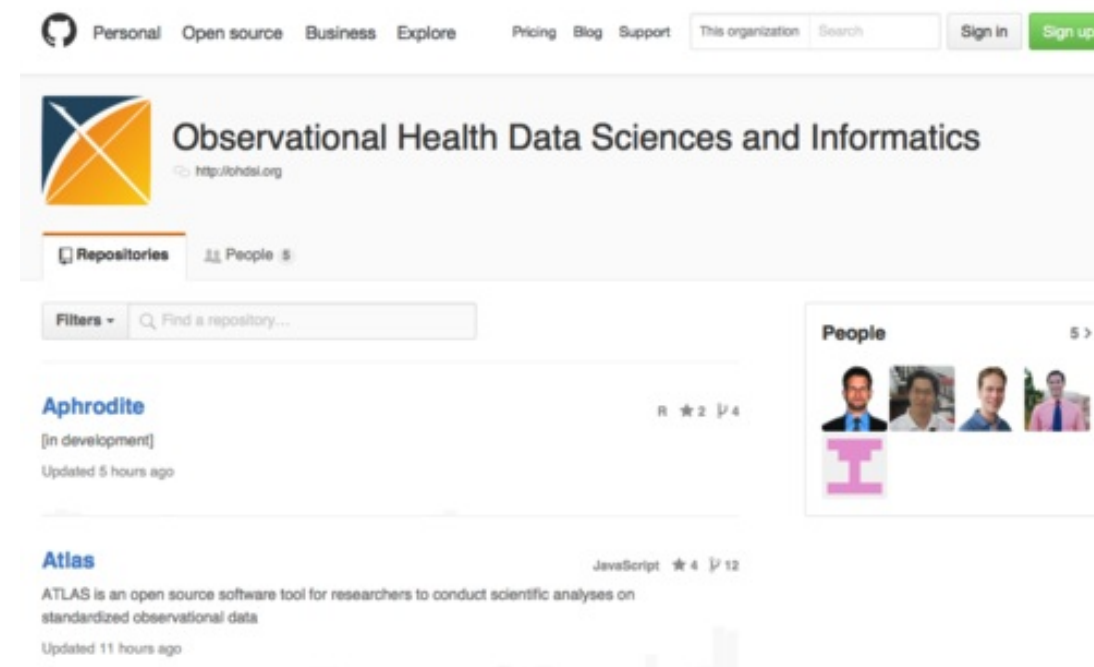 Personal Open source Business Explore Pricing Blog Support This organization Search Sign in Sign up
Observational Health Data Sciences and Informatics
http://ohdsi.org
Repositories People 5
Filters Find a repository...
People 5 >
Aphrodite R 2 4
[in development]
Updated 5 hours ago
Atlas JavaScript 4 12
ATLAS is an open source software tool for researchers to conduct scientific analyses on
standardized observational data
Updated 11 hours ago